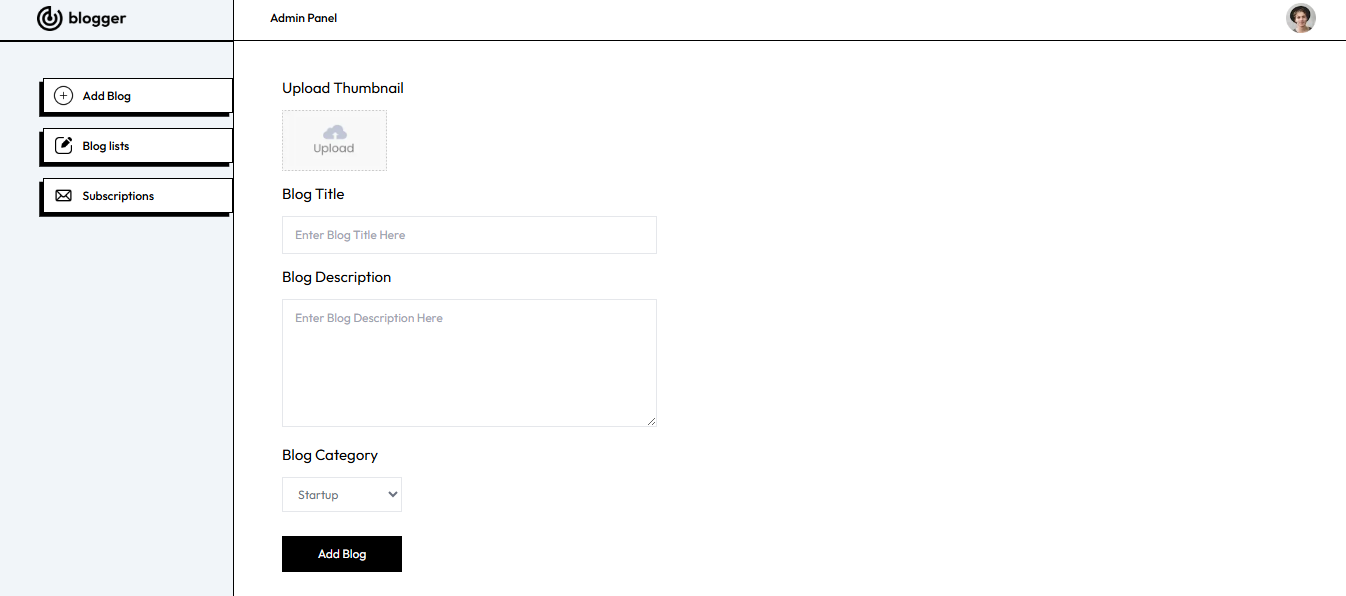 blogger
Admin Panel
Add Blog
Blog lists
Subscriptions
Upload Thumbnail
Upload
Blog Title
Enter Blog Title Here
Blog Description
Enter Blog Description Here
Blog Category
Startup
Add Blog